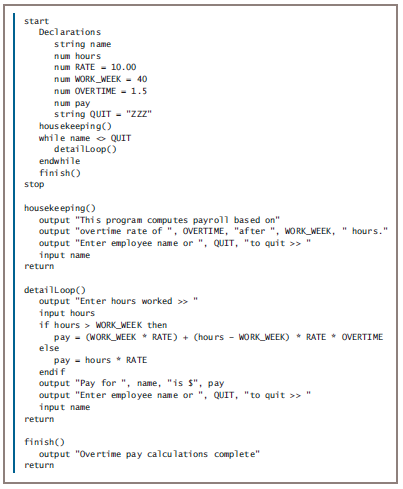 start
Declarations
string name
num hours
num RATE = 10.00
num WORK_WEEK = 40
num OVERTIME = 1.5
num pay
string QUIT = "ZZZ"
housekeeping()
while name <> QUIT
detailLoop()
endwhile
finish()
stop
housekeeping()
output "This program computes payroll based on"
output "overtime rate of ", OVERTIME, "after ", WORK_WEEK, " hours."
output "Enter employee name or ", QUIT, "to quit >> "
input name
return
detailLoop()
output "Enter hours worked >> "
input hours
if hours > WORK_WEEK then
pay = (WORK_WEEK * RATE) + (hours - WORK_WEEK) * RATE * OVERTIME
else
pay = hours * RATE
endif
output "Pay for ", name, "is $", pay
output "Enter employee name or ", QUIT, "to quit >> "
input name
return
finish()
output "Overtime pay calculations complete"
return